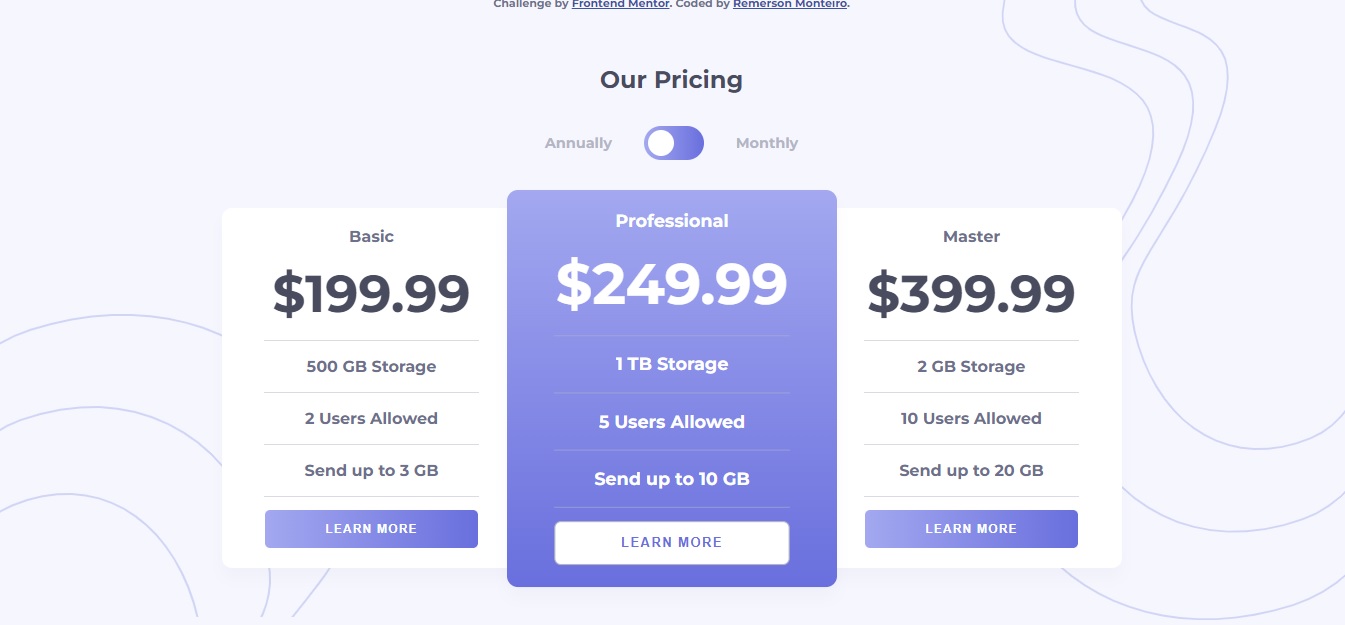 Challenge by Frontend Mentor. Coded by Remerson Monteiro.
Our Pricing
Annually Monthly
Basic
$199.99
500 GB Storage
2 Users Allowed
Send up to 3 GB
LEARN MORE
Professional
$249.99
1 TB Storage
5 Users Allowed
Send up to 10 GB
LEARN MORE
Master
$399.99
2 GB Storage
10 Users Allowed
Send up to 20 GB
LEARN MORE